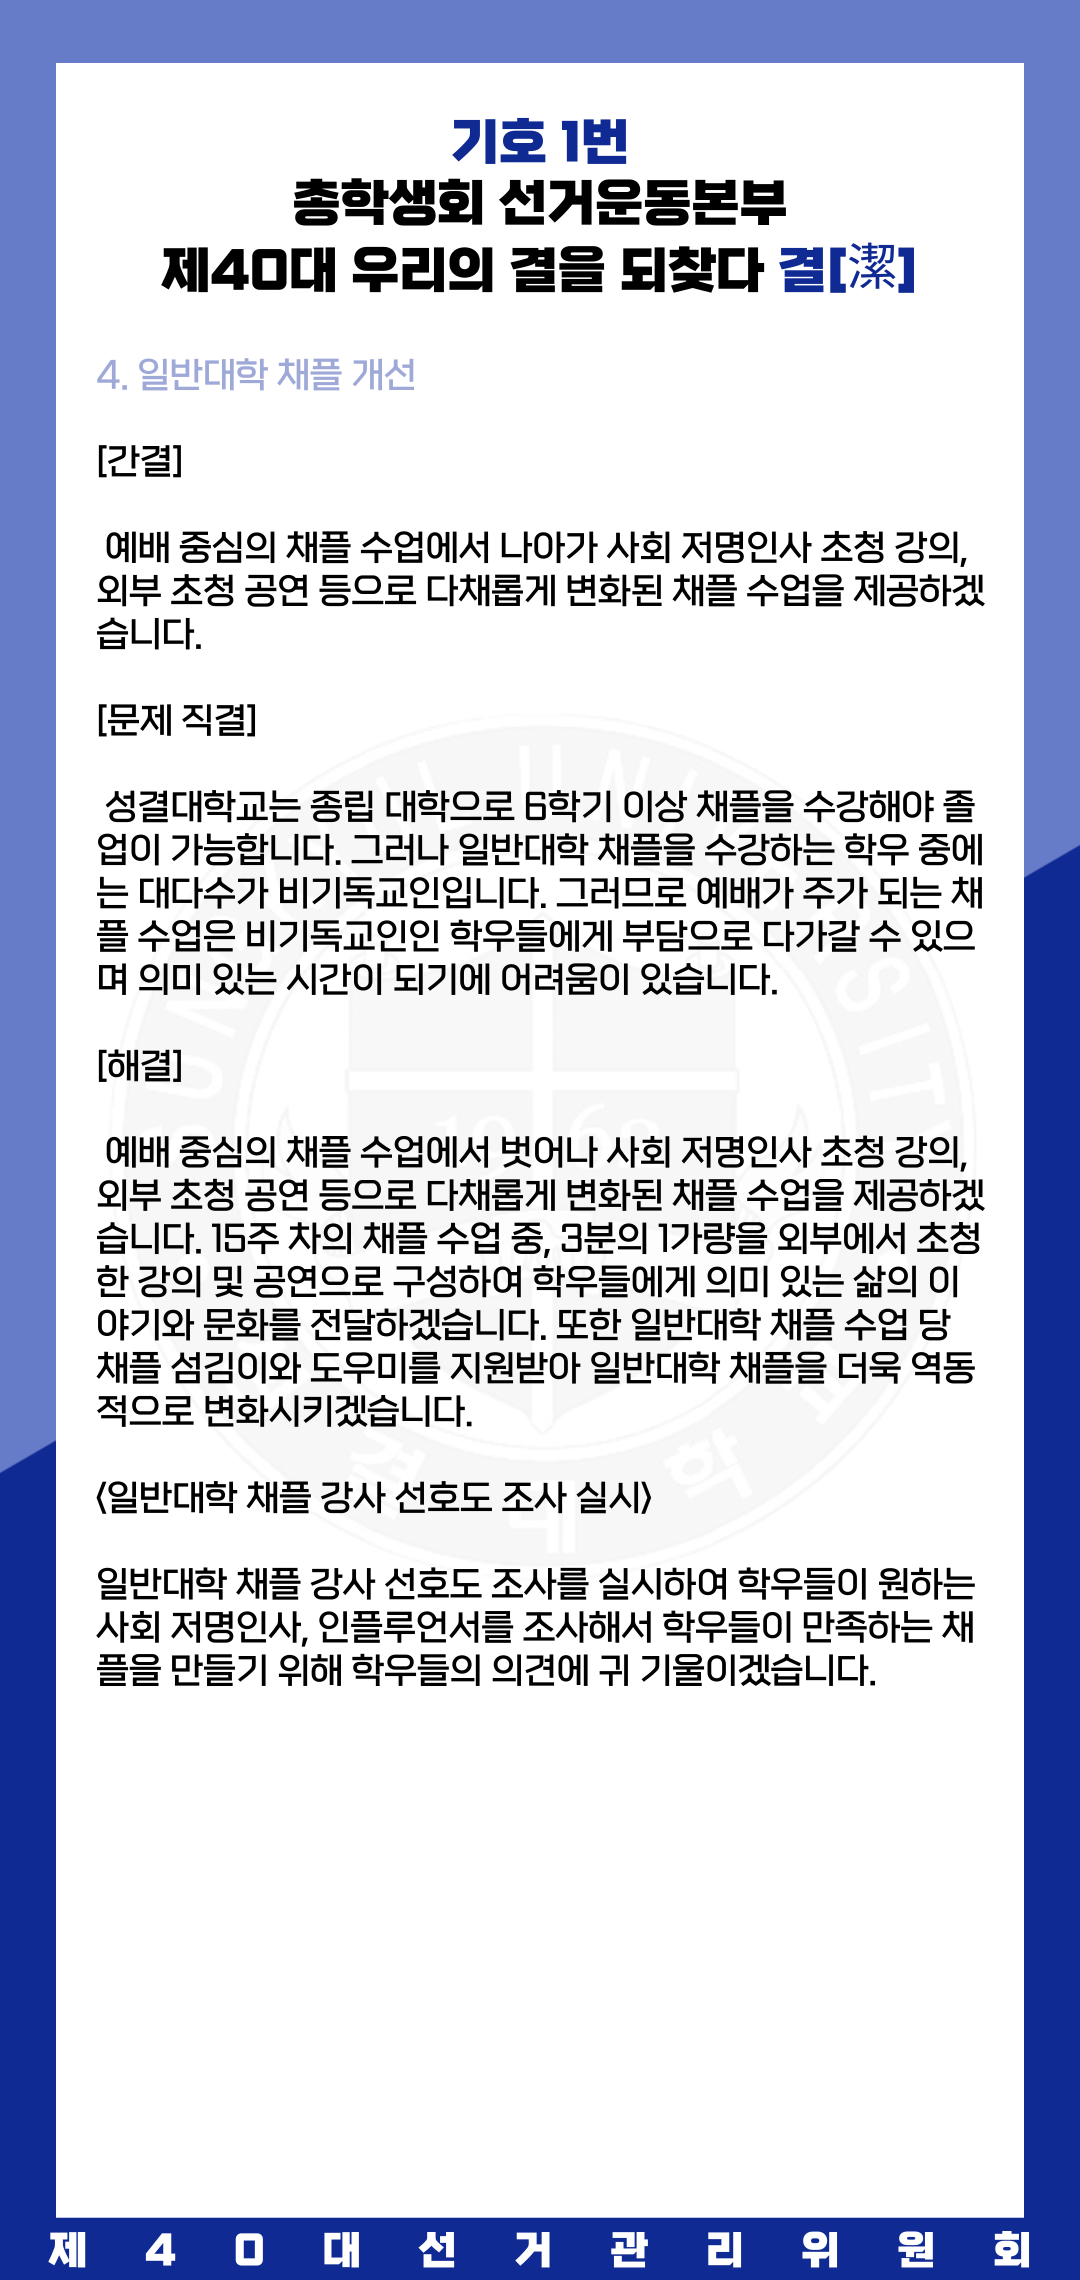 기호 1번
총학생회 선거운동본부
제40대 우리의 결을 되찾다 결[潔]
4. 일반대학 채플 개선
[간결]
예배 중심의 채플 수업에서 나아가 사회 저명인사 초청 강의,
외부 초청 공연 등으로 다채롭게 변화된 채플 수업을 제공하겠
습니다.
[문제 직결]
성결대학교는 종립 대학으로 6학기 이상 채플을 수강해야 졸
업이 가능합니다. 그러나 일반대학 채플을 수강하는 학우 중에
는 대다수가 비기독교인입니다. 그러므로 예배가 주가 되는 채
플 수업은 비기독교인인 학우들에게 부담으로 다가갈 수 있으
며 의미 있는 시간이 되기에 어려움이 있습니다.
[해결]
예배 중심의 채플 수업에서 벗어나 사회 저명인사 초청 강의,
외부 초청 공연 등으로 다채롭게 변화된 채플 수업을 제공하겠
습니다. 15주 차의 채플 수업 중, 3분의 1가량을 외부에서 초청
한 강의 및 공연으로 구성하여 학우들에게 의미 있는 삶의 이
야기와 문화를 전달하겠습니다. 또한 일반대학 채플 수업 당
채플 섬김이와 도우미를 지원받아 일반대학 채플을 더욱 역동
적으로 변화시키겠습니다.
<일반대학 채플 강사 선호도 조사 실시>
일반대학 채플 강사 선호도 조사를 실시하여 학우들이 원하는
사회 저명인사, 인플루언서를 조사해서 학우들이 만족하는 채
플을 만들기 위해 학우들의 의견에 귀 기울이겠습니다.
제40대선거관리위원회